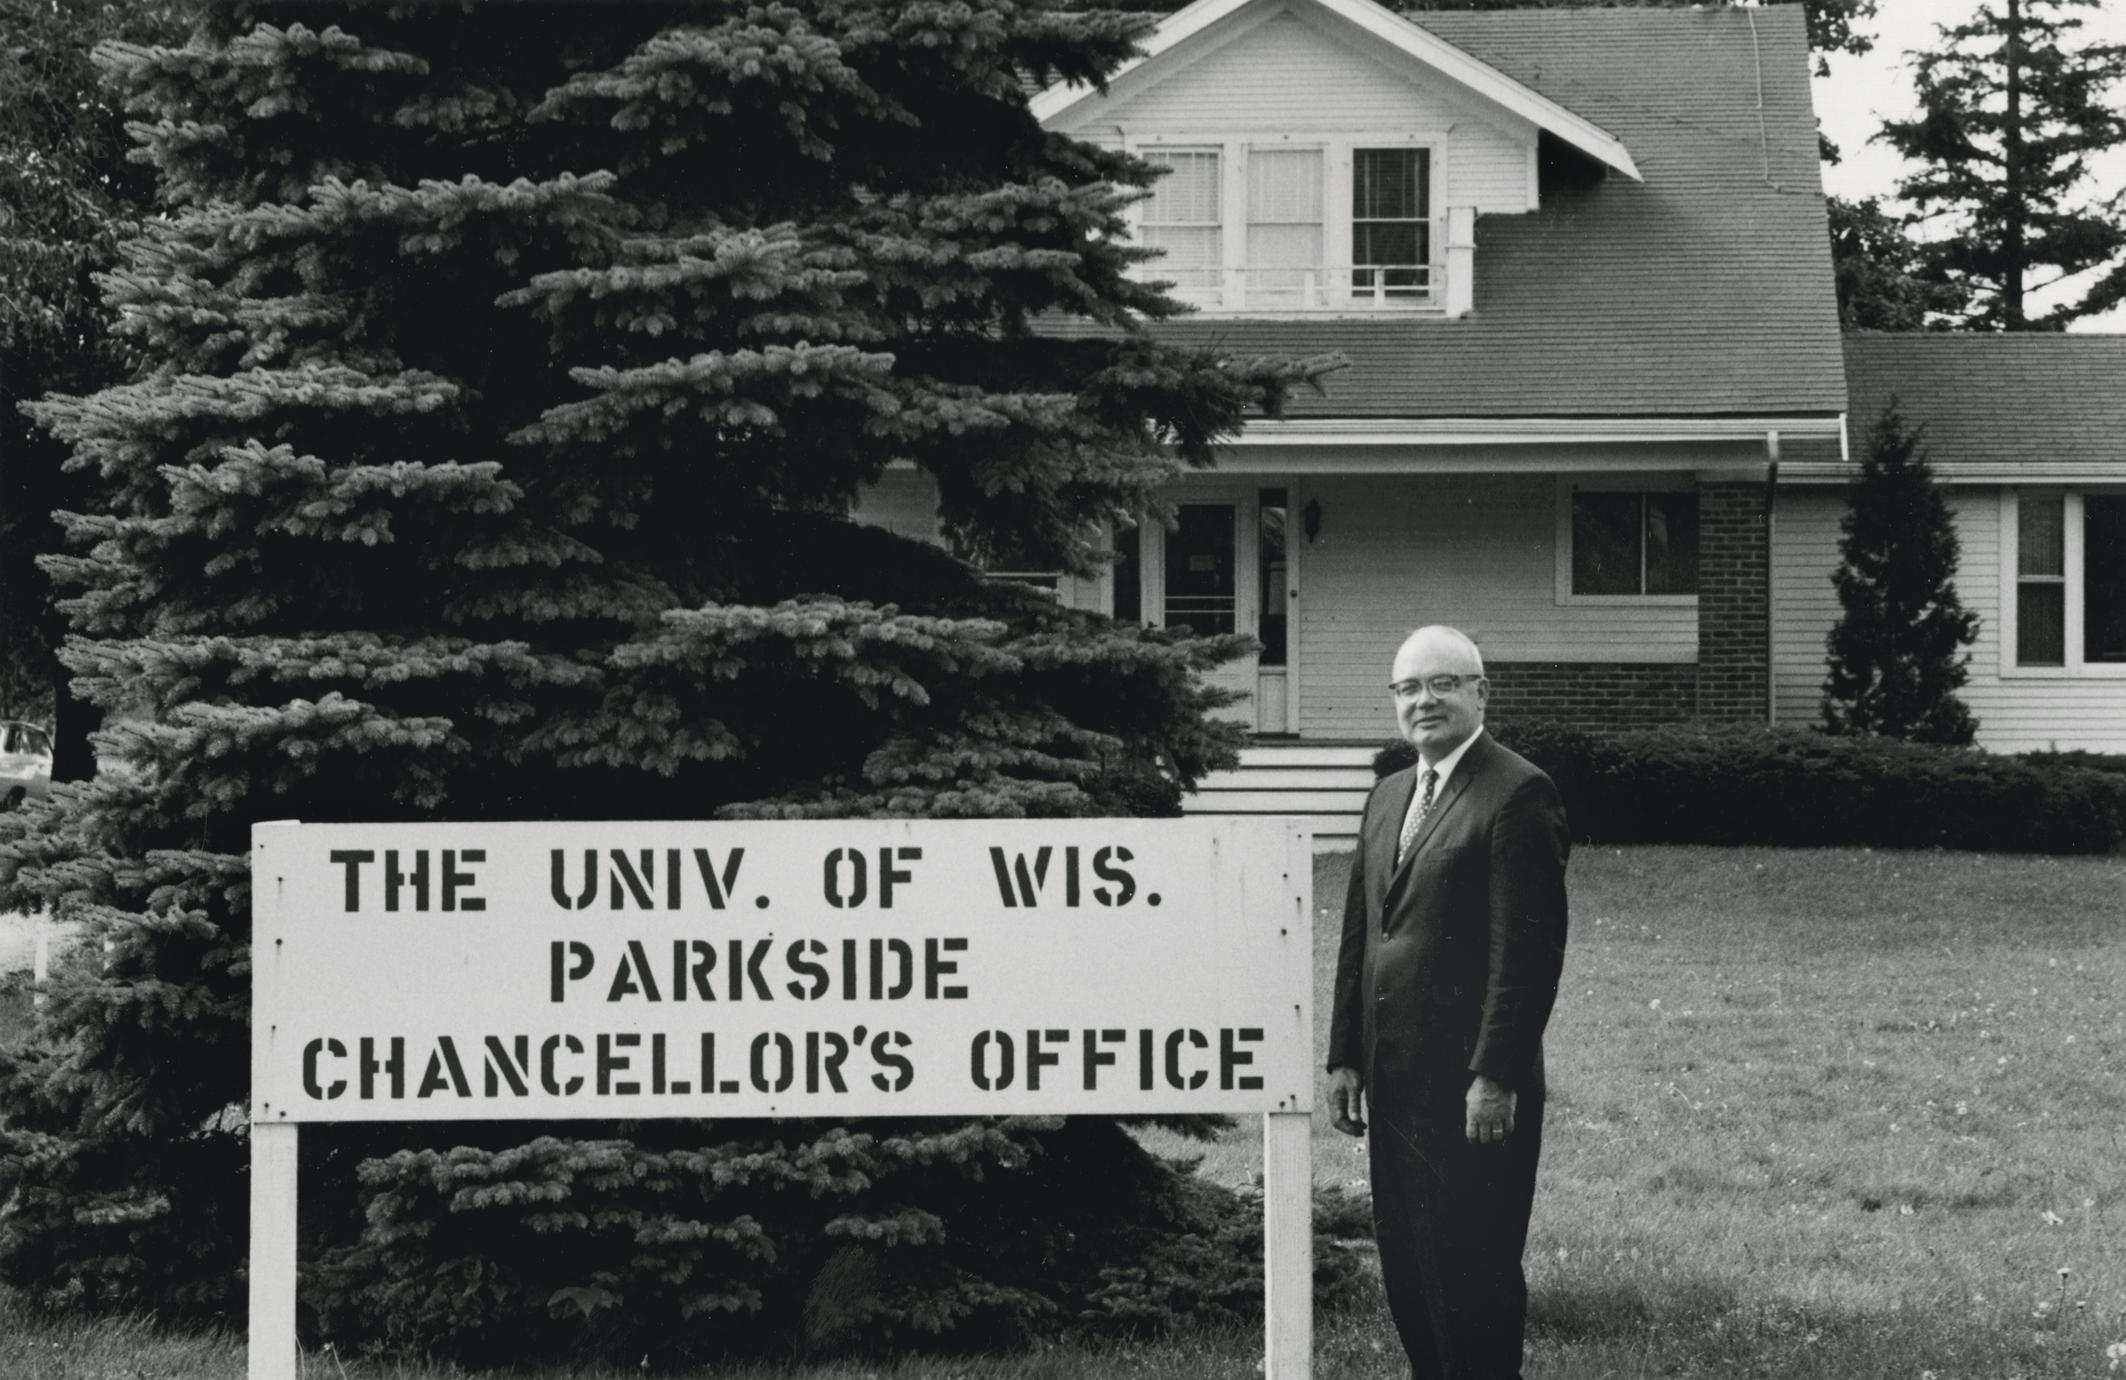 THE UNIV. OF WIS.
PARKSIDE
CHANCELLOR'S OFFICE